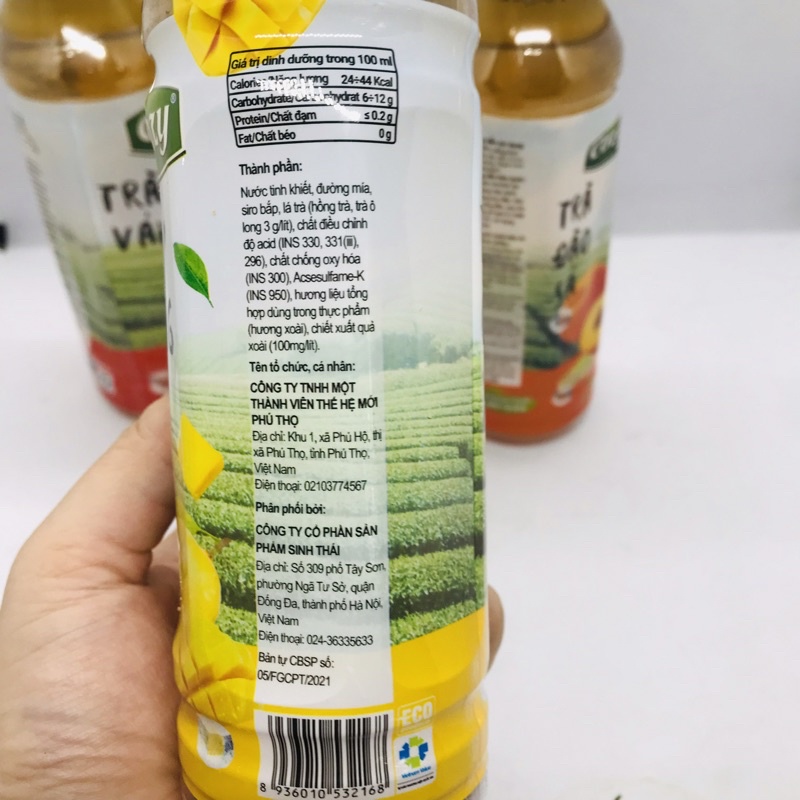 Giá trị dinh dưỡng trong 100 ml
Calories/Năng lượng 24÷44 Kcal
Carbohydrate/ 6÷12 g
Protein/Chất đạm ≤ 0.2 g
Fat/Chất béo 0 g
Thành phần:
Nước tinh khiết, đường mía,
siro bắp, lá trà (hồng trà, trà ô
long 3 g/lít), chất điều chỉnh
độ acid (INS 330, 331(iii),
296), chất chống oxy hóa
(INS 300), Acsesulfame-K
(INS 950), hương liệu tổng
hợp dùng trong thực phẩm
(hương xoài), chiết xuất quả
xoài (100mg/lít).
Tên tổ chức, cá nhân:
CÔNG TY TNHH MỘT
THÀNH VIÊN THẾ HỆ MỚI
PHÚ THỌ
Địa chỉ: Khu 1, xã Phú Hộ, thị
xã Phú Thọ, tỉnh Phú Thọ,
Việt Nam
Điện thoại: 02103774567
Phân phối bởi:
CÔNG TY CỔ PHẦN SẢN
PHẨM SINH THÁI
Địa chỉ: Số 309 phố Tây Sơn,
phường Ngã Tư Sở, quận
Đống Đa, thành phố Hà Nội,
Việt Nam
Điện thoại: 024-36335633
Bản tự CBSP số:
05/FGCPT/2021
ECO
8 936010 532168
TRÀ
TRÀ
ĐÀO